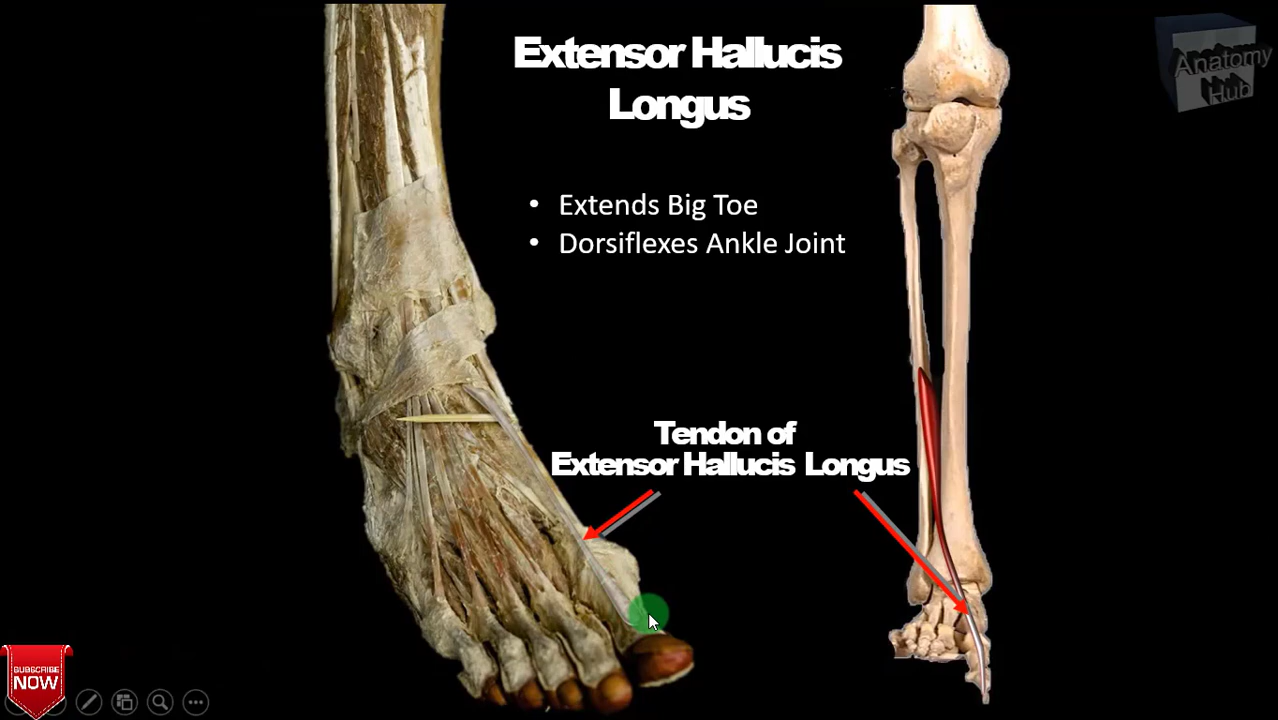 Extensor Hallucis
Longus
Anatomy
Hub
• Extends Big Toe
• Dorsiflexes Ankle Joint
Tendon of
Extensor Hallucis Longus
SUBSCRIBE
NOW